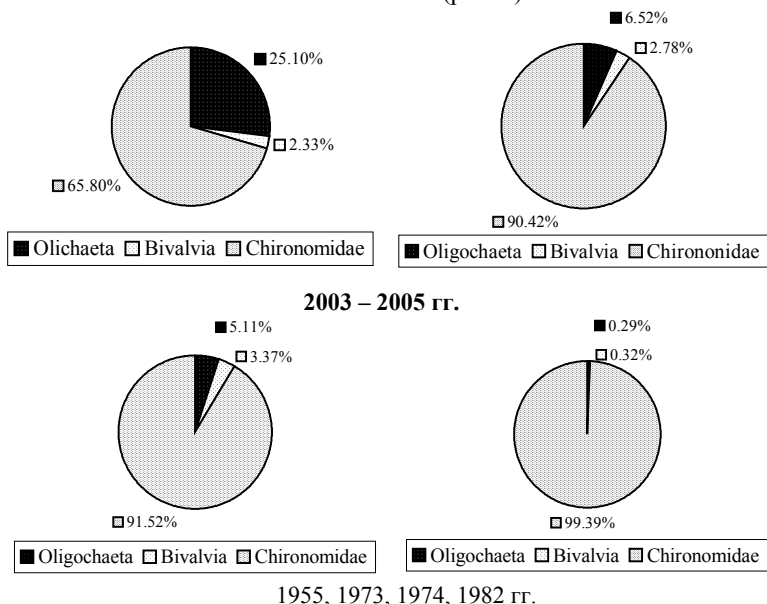 25.10%
2.33%
65.80%
Olichaeta Bivalvia Chironomidae
6.52%
2.78%
90.42%
Oligochaeta Bivalvia Chirononidae
2003 – 2005 гг.
5.11%
3.37%
91.52%
Oligochaeta Bivalvia Chironomidae
0.29%
0.32%
99.39%
Oligochaeta Bivalvia Chironomidae
1955, 1973, 1974, 1982 гг.